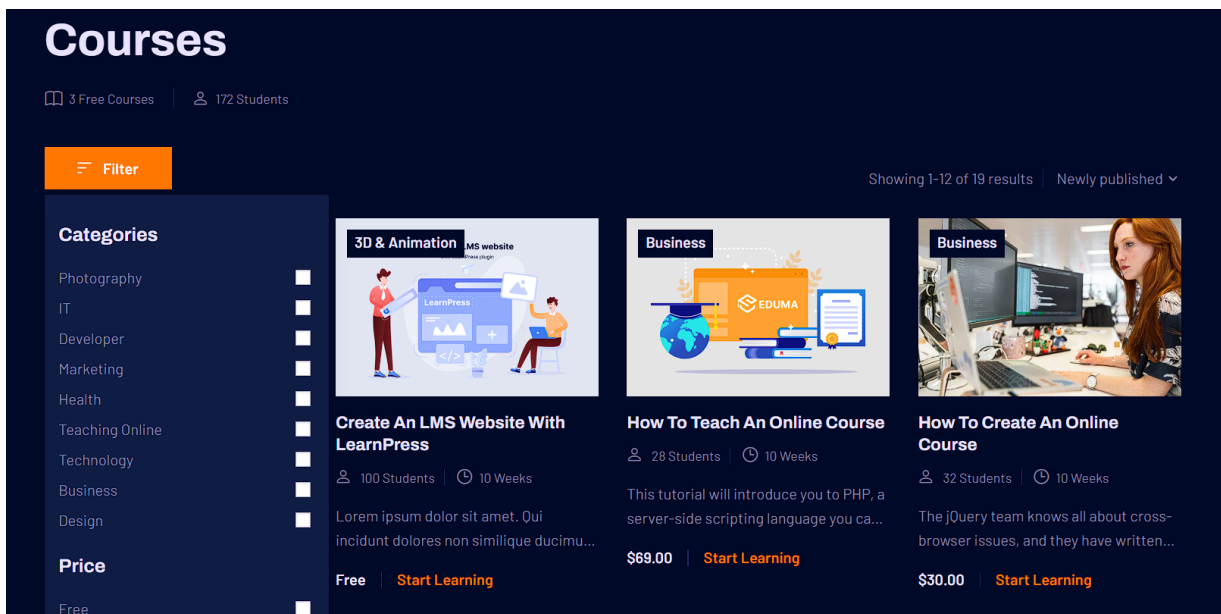 Courses
3 Free Courses
172 Students
Filter
Showing 1-12 of 19 results
Newly published
Categories
Photography
IT
Developer
Marketing
Health
Teaching Online
Technology
Business
Design
Price
Free
3D & Animation
LMS website
LearnPress plugin
LearnPress
</>
Create An LMS Website With
LearnPress
100 Students
10 Weeks
Lorem ipsum dolor sit amet. Qui
incidunt dolores non similique ducimu...
Free
Start Learning
Business
EDUMA
How To Teach An Online Course
28 Students
10 Weeks
This tutorial will introduce you to PHP, a
server-side scripting language you ca...
$69.00
Start Learning
Business
How To Create An Online
Course
32 Students
10 Weeks
The jQuery team knows all about cross-
browser issues, and they have written...
$30.00
Start Learning